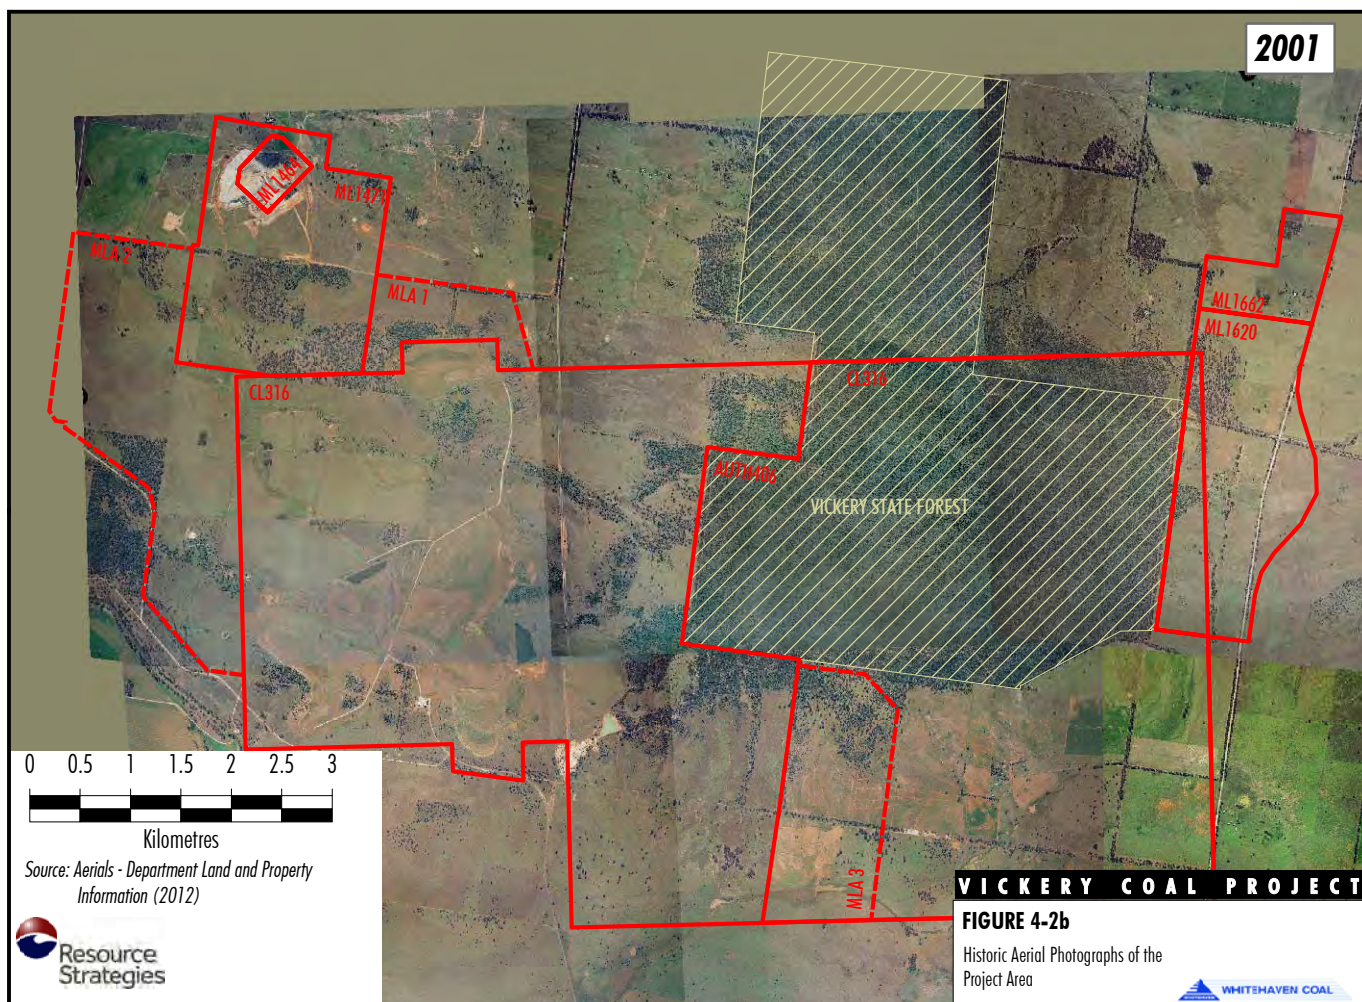 2001
ML1464
ML1471
MLA 2
MLA 1
ML1662
ML1620
CL316
CL316
AUTH406
VICKERY STATE FOREST
MLA 3
0 0.5 1 1.5 2 2.5 3
Kilometres
Source: Aerials - Department Land and Property
Information (2012)
Resource
Strategies
VICKERY COAL PROJECT
FIGURE 4-2b
Historic Aerial Photographs of the
Project Area
WHITEHAVEN COAL